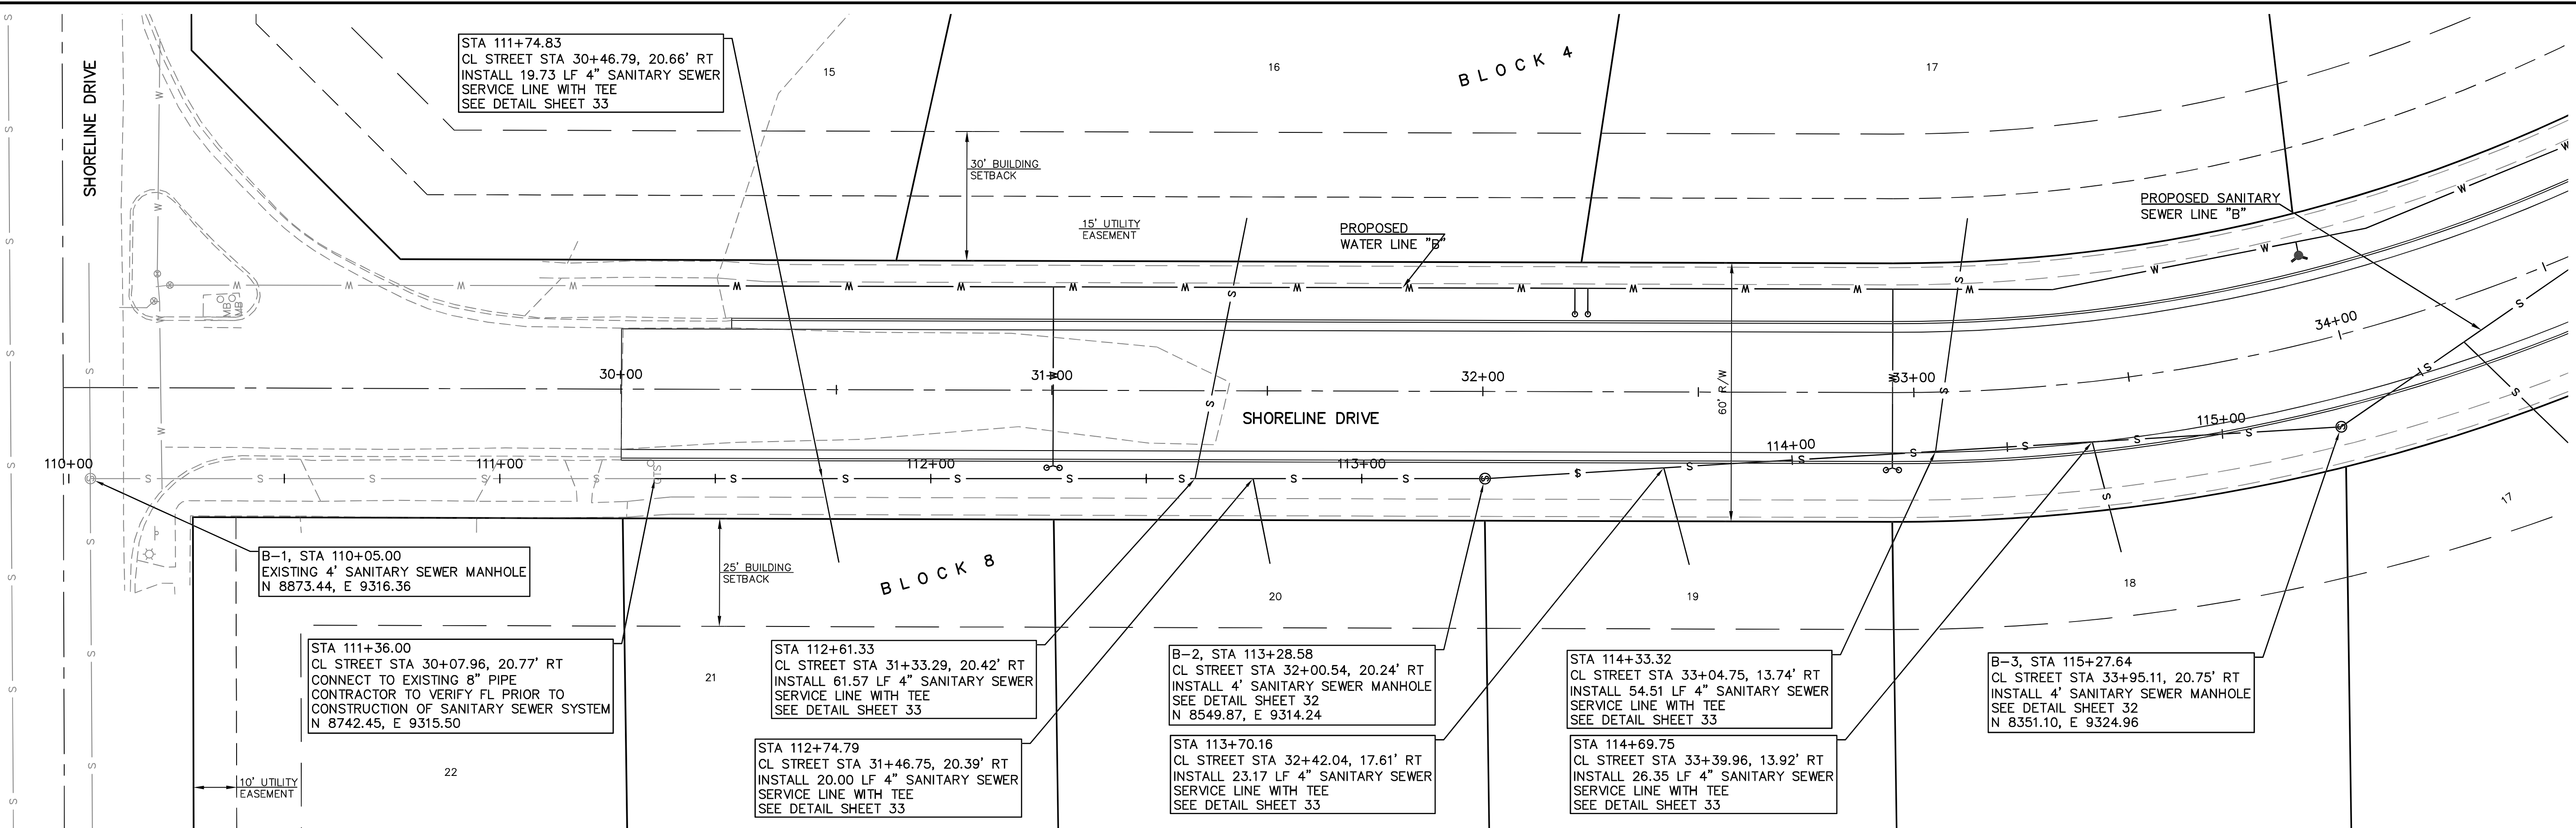 SHORELINE DRIVE
STA 111+74.83
CL STREET STA 30+46.79, 20.66' RT
INSTALL 19.73 LF 4" SANITARY SEWER
SERVICE LINE WITH TEE
SEE DETAIL SHEET 33
15
16
BLOCK 4
17
30' BUILDING
SETBACK
15' UTILITY
EASEMENT
PROPOSED
WATER LINE "B"
PROPOSED SANITARY
SEWER LINE "B"
MB
MB
60' R/W
30+00
31+00
32+00
33+00
34+00
SHORELINE DRIVE
110+00
111+00
112+00
113+00
114+00
115+00
B-1, STA 110+05.00
EXISTING 4' SANITARY SEWER MANHOLE
N 8873.44, E 9316.36
25' BUILDING
SETBACK
BLOCK 8
20
19
18
17
STA 111+36.00
CL STREET STA 30+07.96, 20.77' RT
CONNECT TO EXISTING 8" PIPE
CONTRACTOR TO VERIFY FL PRIOR TO
CONSTRUCTION OF SANITARY SEWER SYSTEM
N 8742.45, E 9315.50
21
STA 112+61.33
CL STREET STA 31+33.29, 20.42' RT
INSTALL 61.57 LF 4" SANITARY SEWER
SERVICE LINE WITH TEE
SEE DETAIL SHEET 33
B-2, STA 113+28.58
CL STREET STA 32+00.54, 20.24' RT
INSTALL 4' SANITARY SEWER MANHOLE
SEE DETAIL SHEET 32
N 8549.87, E 9314.24
STA 114+33.32
CL STREET STA 33+04.75, 13.74' RT
INSTALL 54.51 LF 4" SANITARY SEWER
SERVICE LINE WITH TEE
SEE DETAIL SHEET 33
B-3, STA 115+27.64
CL STREET STA 33+95.11, 20.75' RT
INSTALL 4' SANITARY SEWER MANHOLE
SEE DETAIL SHEET 32
N 8351.10, E 9324.96
10' UTILITY
EASEMENT
22
STA 112+74.79
CL STREET STA 31+46.75, 20.39' RT
INSTALL 20.00 LF 4" SANITARY SEWER
SERVICE LINE WITH TEE
SEE DETAIL SHEET 33
STA 113+70.16
CL STREET STA 32+42.04, 17.61' RT
INSTALL 23.17 LF 4" SANITARY SEWER
SERVICE LINE WITH TEE
SEE DETAIL SHEET 33
STA 114+69.75
CL STREET STA 33+39.96, 13.92' RT
INSTALL 26.35 LF 4" SANITARY SEWER
SERVICE LINE WITH TEE
SEE DETAIL SHEET 33